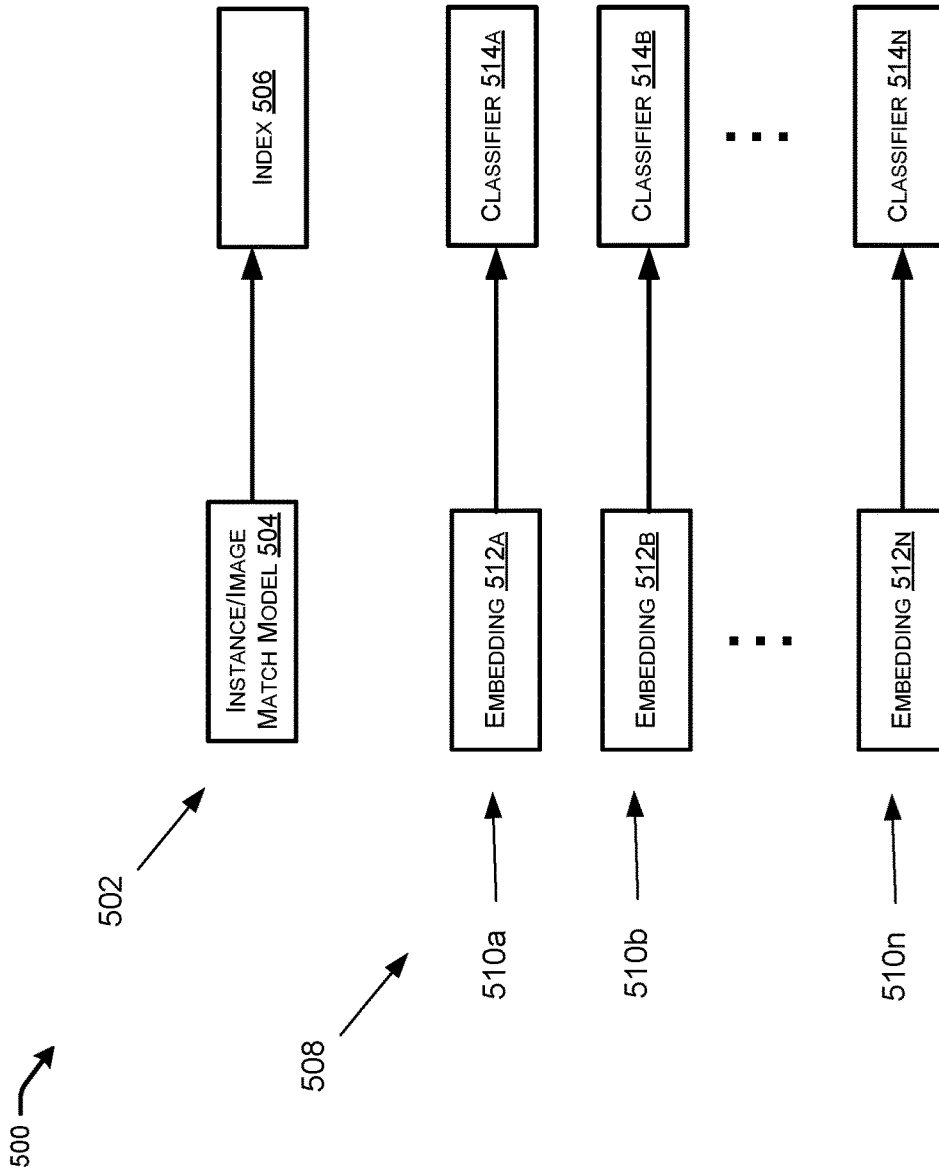 500
502
INSTANCE/IMAGE
MATCH MODEL 504
INDEX 506
508
510a
EMBEDDING 512A
CLASSIFIER 514A
510b
EMBEDDING 512B
CLASSIFIER 514B
510n
EMBEDDING 512N
CLASSIFIER 514N